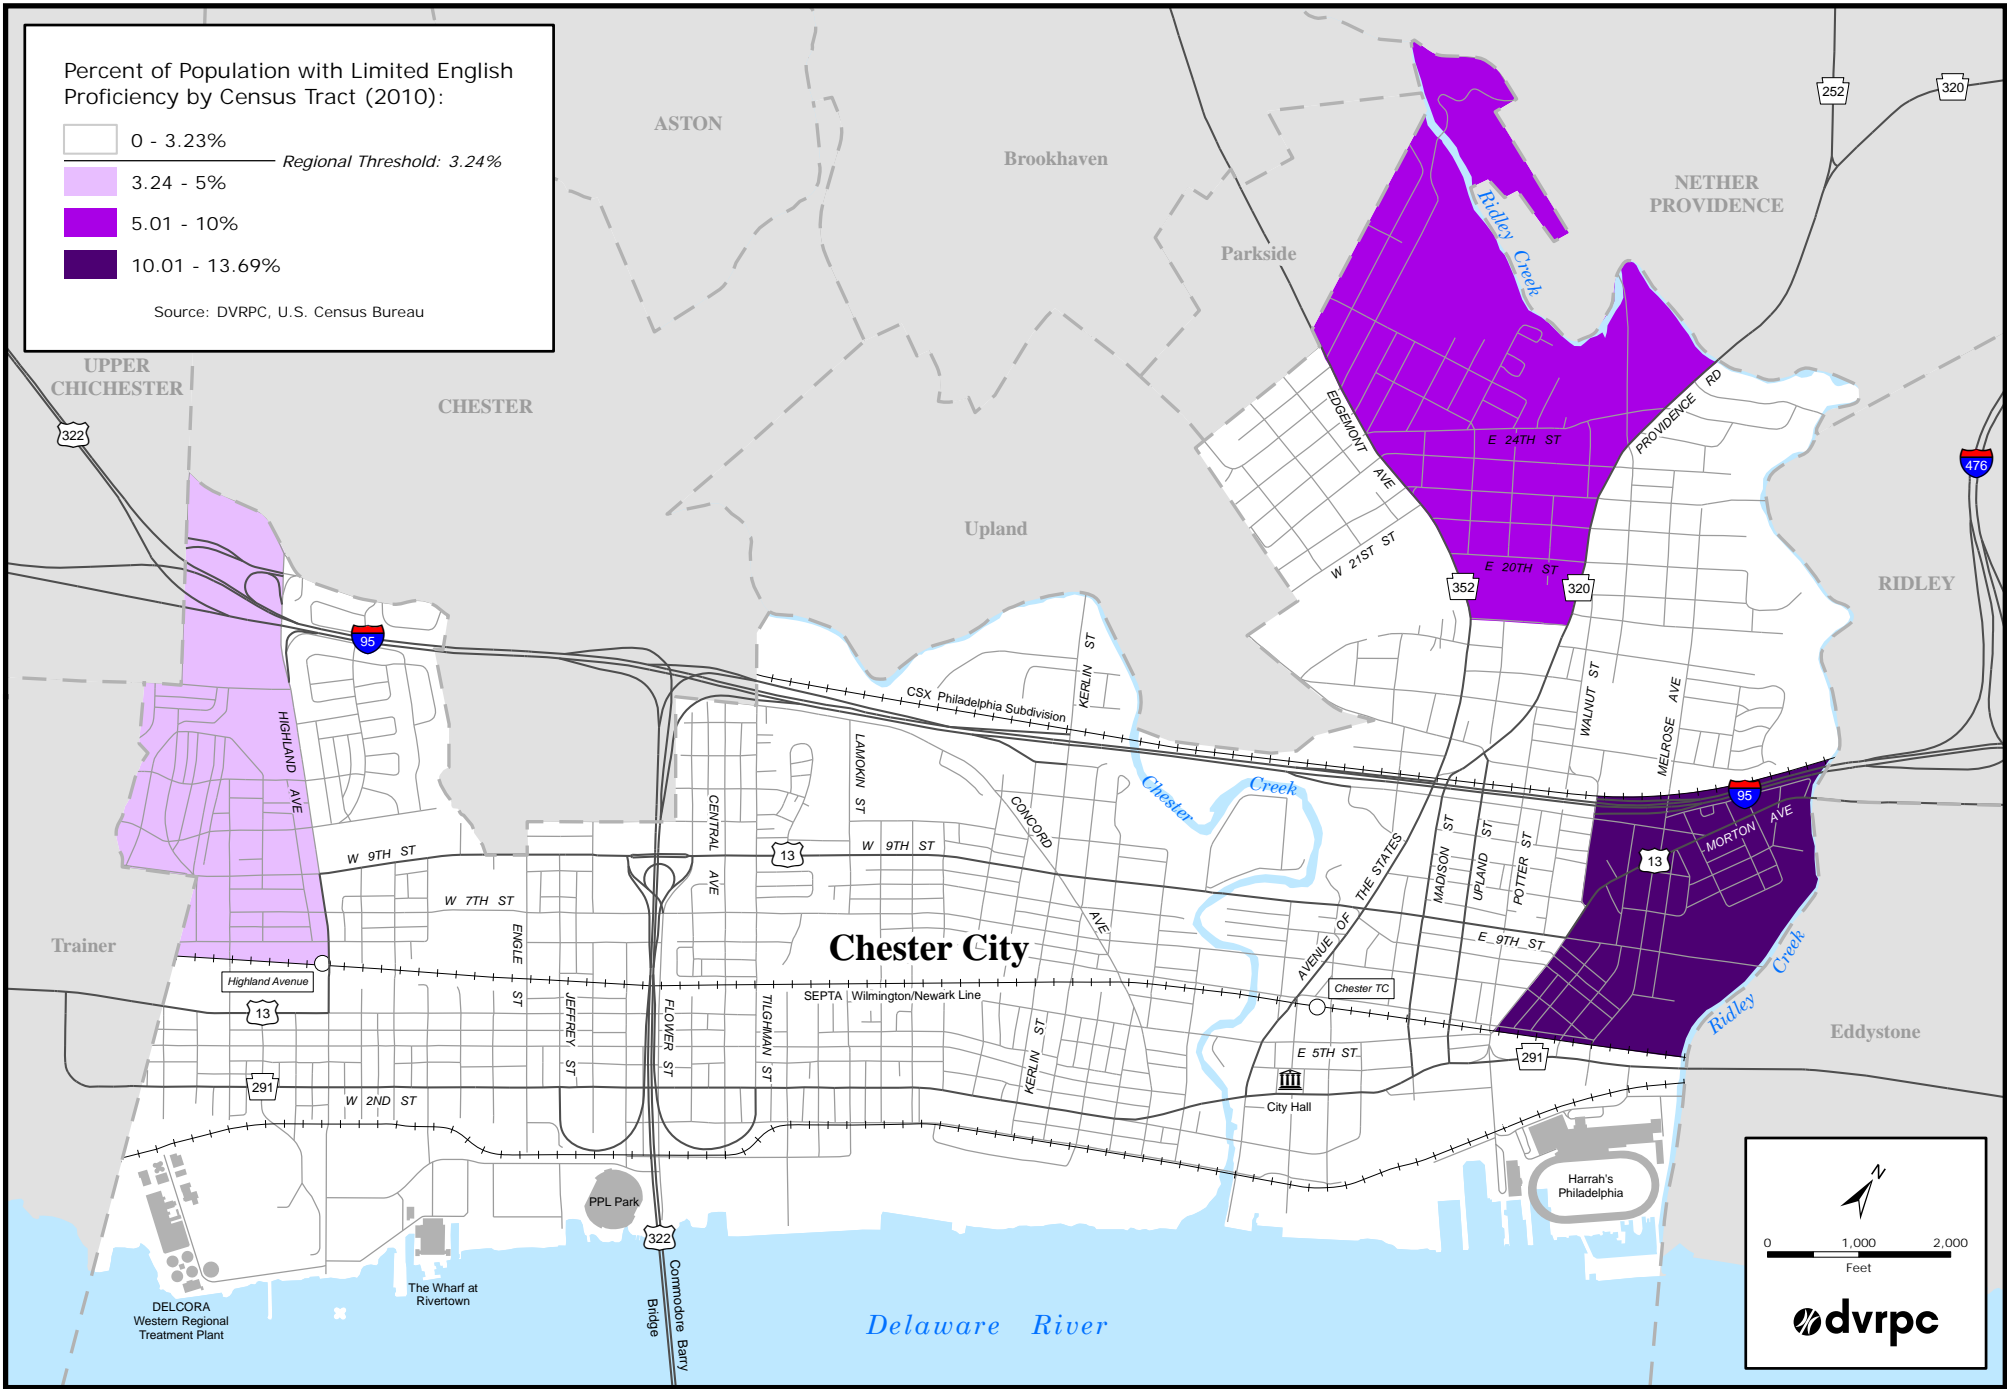 Percent of Population with Limited English
Proficiency by Census Tract (2010):
0 - 3.23%
Regional Threshold: 3.24%
3.24 - 5%
5.01 - 10%
10.01 - 13.69%
Source: DVRPC, U.S. Census Bureau
ASTON
Brookhaven
Parkside
NETHER
PROVIDENCE
252
320
Ridley Creek
UPPER
CHICHESTER
CHESTER
322
Upland
EDGEMONT AVE
E 24TH ST
PROVIDENCE RD
476
W 21ST ST
E 20TH ST
352
320
RIDLEY
95
KERLIN ST
CSX Philadelphia Subdivision
WALNUT ST
MELROSE AVE
HIGHLAND AVE
LAMOKIN ST
CENTRAL AVE
CONCORD AVE
Chester Creek
95
MORTON AVE
13
W 9TH ST
13
W 9TH ST
AVENUE OF THE STATES
MADISON ST
UPLAND ST
POTTER ST
W 7TH ST
ENGLE ST
Chester City
E 9TH ST
Trainer
Highland Avenue
13
JEFFREY ST
FLOWER ST
TILGHMAN ST
SEPTA Wilmington/Newark Line
Chester TC
KERLIN ST
E 5TH ST
291
Ridley Creek
Eddystone
291
W 2ND ST
City Hall
PPL Park
Harrah's
Philadelphia
322
Commodore Barry
Bridge
The Wharf at
Rivertown
DELCORA
Western Regional
Treatment Plant
Delaware River
N
0 1,000 2,000
Feet
dvrpc